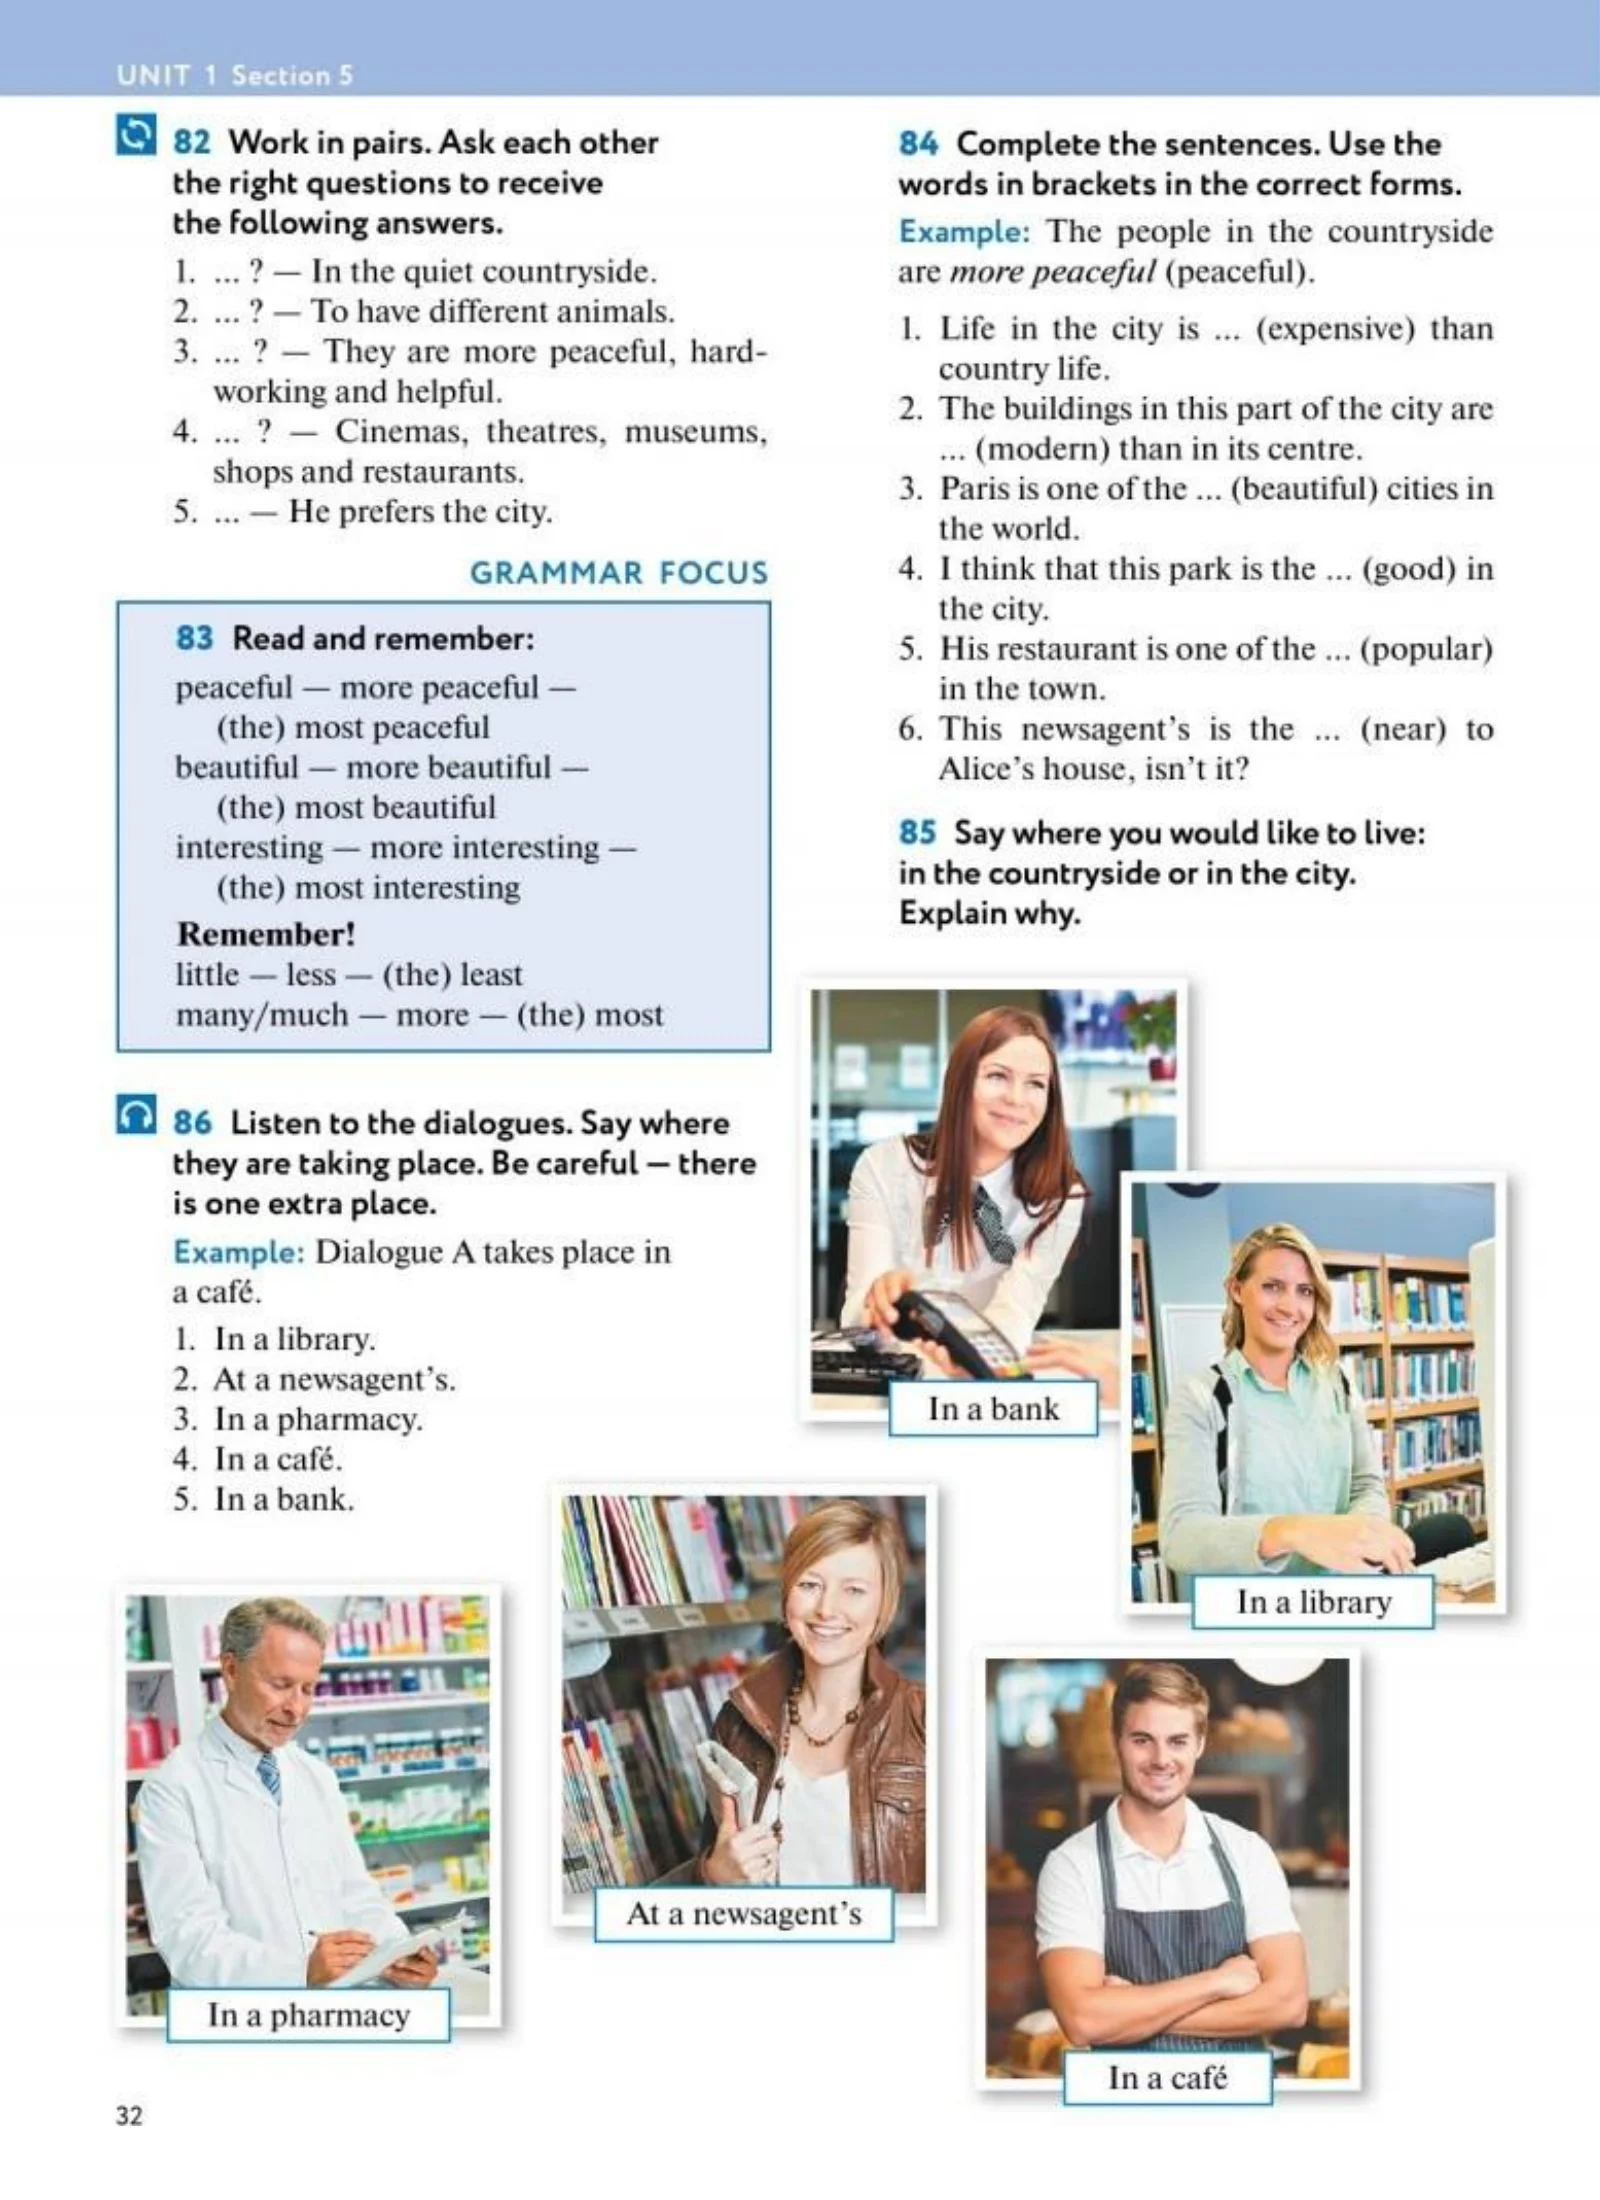 UNIT 1 Section 5
82 Work in pairs. Ask each other
the right questions to receive
the following answers.
1. ... ? — In the quiet countryside.
2. ... ? — To have different animals.
3. ... ? — They are more peaceful, hard-
working and helpful.
4. ... ? — Cinemas, theatres, museums,
shops and restaurants.
5. ... — He prefers the city.
GRAMMAR FOCUS
83 Read and remember:
peaceful — more peaceful —
(the) most peaceful
beautiful — more beautiful —
(the) most beautiful
interesting — more interesting —
(the) most interesting
Remember!
little — less — (the) least
many/much — more — (the) most
84 Complete the sentences. Use the
words in brackets in the correct forms.
Example: The people in the countryside
are more peaceful (peaceful).
1. Life in the city is ... (expensive) than
country life.
2. The buildings in this part of the city are
... (modern) than in its centre.
3. Paris is one of the ... (beautiful) cities in
the world.
4. I think that this park is the ... (good) in
the city.
5. His restaurant is one of the ... (popular)
in the town.
6. This newsagent's is the ... (near) to
Alice's house, isn't it?
85 Say where you would like to live:
in the countryside or in the city.
Explain why.
86 Listen to the dialogues. Say where
they are taking place. Be careful — there
is one extra place.
Example: Dialogue A takes place in
a café.
1. In a library.
2. At a newsagent's.
3. In a pharmacy.
4. In a café.
5. In a bank.
In a bank
In a library
At a newsagent's
In a pharmacy
In a café
32